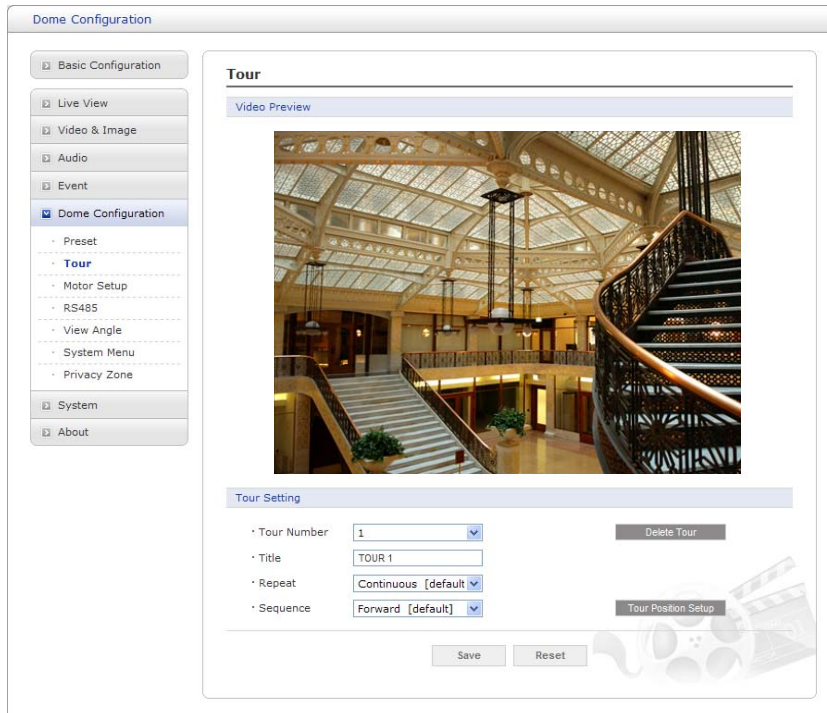 Dome Configuration
Basic Configuration
Live View
Video & Image
Audio
Event
Dome Configuration
Preset
Tour
Motor Setup
RS485
View Angle
System Menu
Privacy Zone
System
About
Tour
Video Preview
Tour Setting
· Tour Number 1 Delete Tour
· Title TOUR 1
· Repeat Continuous [default
· Sequence Forward [default] Tour Position Setup
Save Reset